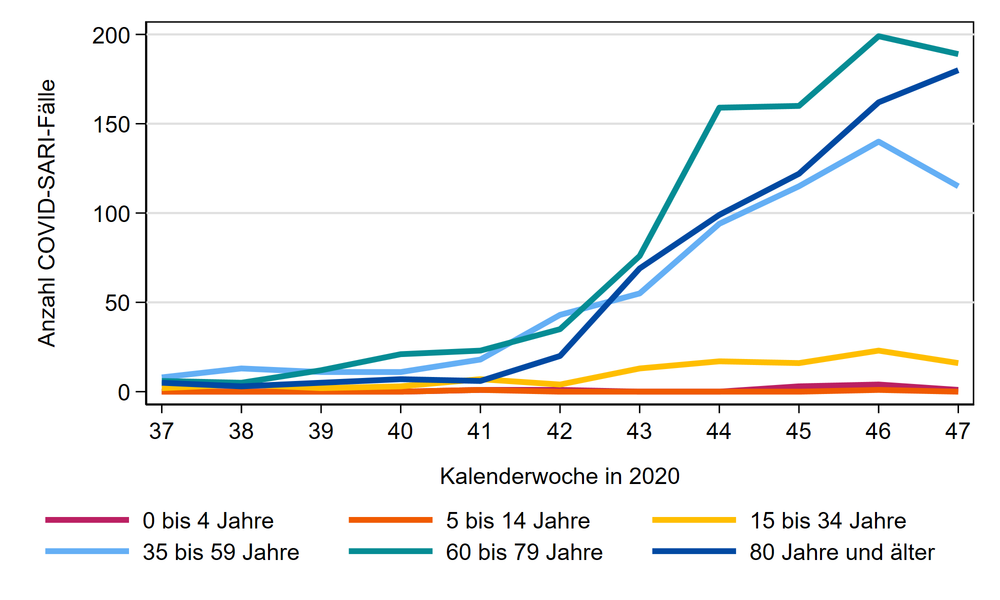 Anzahl COVID-SARI-Fälle
200
150
100
50
0
37 38 39 40 41 42 43 44 45 46 47
Kalenderwoche in 2020
0 bis 4 Jahre 5 bis 14 Jahre 15 bis 34 Jahre
35 bis 59 Jahre 60 bis 79 Jahre 80 Jahre und älter